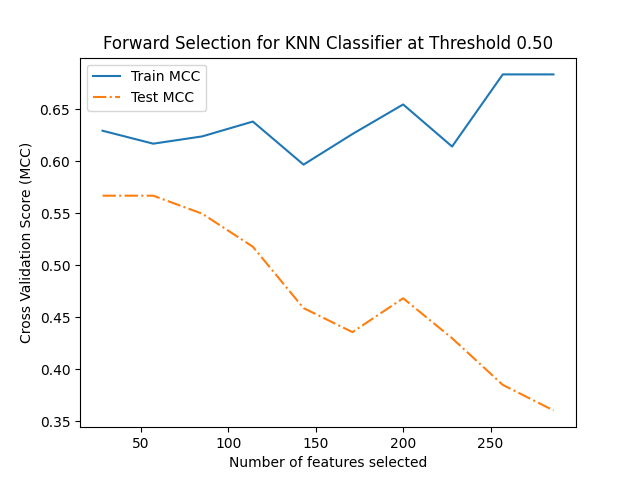 Forward Selection for KNN Classifier at Threshold 0.50
Train MCC
Test MCC
0.65
0.60
0.55
0.50
0.45
0.40
0.35
Cross Validation Score (MCC)
50 100 150 200 250
Number of features selected